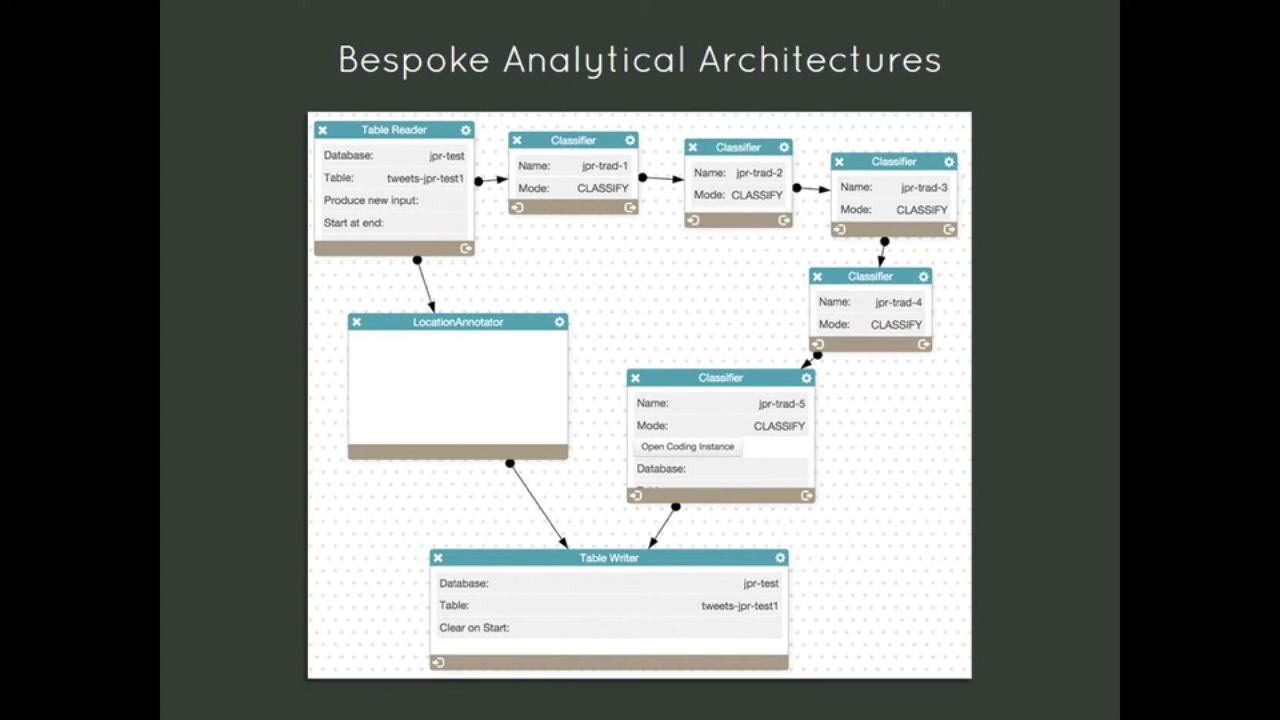 Bespoke Analytical Architectures
Table Reader
Database: jpr-test
Table: tweets-jpr-test1
Produce new input:
Start at end:
Classifier
Name: jpr-trad-1
Mode: CLASSIFY
Classifier
Name: jpr-trad-2
Mode: CLASSIFY
Classifier
Name: jpr-trad-3
Mode: CLASSIFY
Classifier
Name: jpr-trad-4
Mode: CLASSIFY
LocationAnnotator
Classifier
Name: jpr-trad-5
Mode: CLASSIFY
Open Coding Instance
Database:
Table Writer
Database: jpr-test
Table: tweets-jpr-test1
Clear on Start: